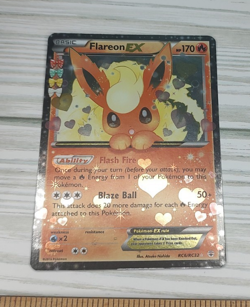 BASIC
Flareon EX HP170
Ability Flash Fire
Once during your turn (before your attack), you may
move a Energy from 1 of your Pokémon to this
Pokémon.
Blaze Ball 50+
This attack does 20 more damage for each Energy
attached to this Pokémon.
weakness resistance
×2
Pokémon-EX rule
RC6/RC32